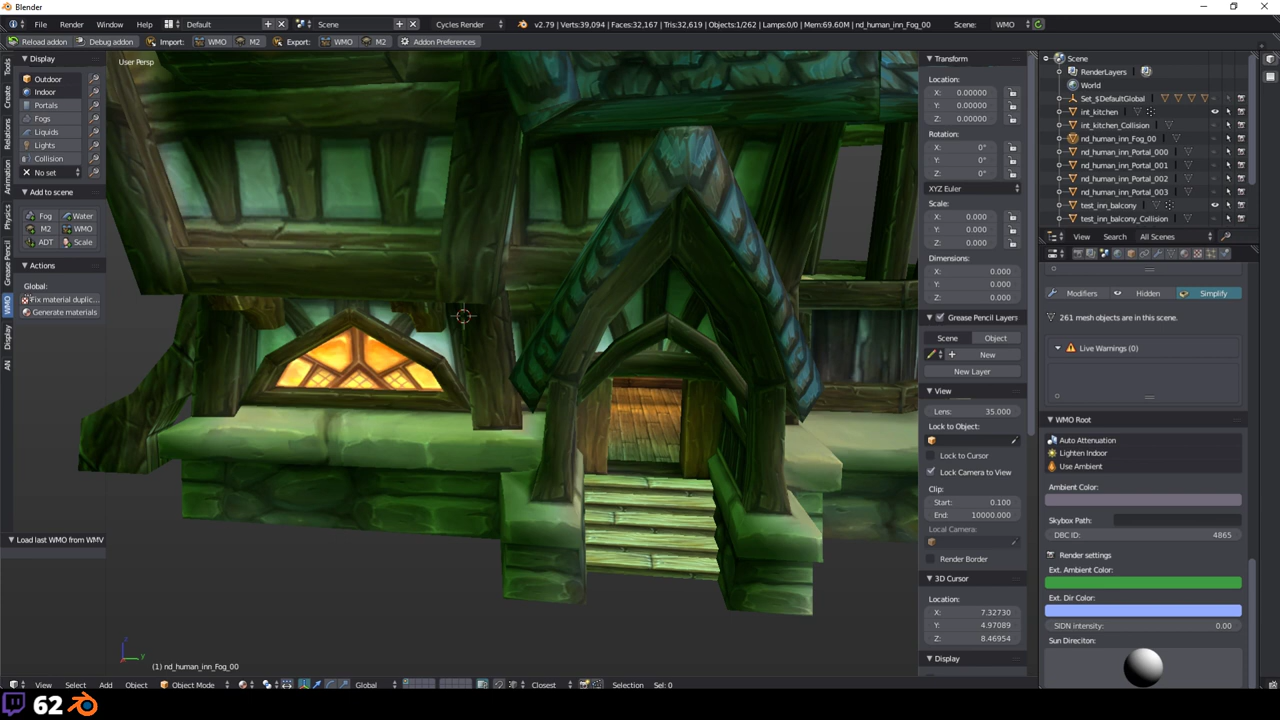 Blender
File Render Window Help Default Scene Cycles Render v2.79 | Verts:39,094 | Faces:32,167 | Tris:32,619 | Objects:1/262 | Lamps:0/0 | Mem:69.60M | nd_human_inn_Fog_00 Scene: WMO
Reload addon Debug addon Import: WMO M2 Export: WMO M2 Addon Preferences
Tools
Create
Relations
Animation
Physics
Grease Pencil
WMO
Display
AN
Display
Outdoor
Indoor
Portals
Fogs
Liquids
Lights
Collision
No set
Add to scene
Fog Water
M2 WMO
ADT Scale
Actions
Global:
Fix material duplic...
Generate materials
Load last WMO from WMV
User Persp
(1) nd_human_inn_Fog_00
Transform
Location:
X: 0.00000
Y: 0.00000
Z: 0.00000
Rotation:
X: 0°
Y: 0°
Z: 0°
XYZ Euler
Scale:
X: 0.000
Y: 0.000
Z: 0.000
Dimensions:
X: 0.000
Y: 0.000
Z: 0.000
Grease Pencil Layers
Scene Object
New
New Layer
View
Lens: 35.000
Lock to Object:
Lock to Cursor
Lock Camera to View
Clip:
Start: 0.100
End: 10000.000
Local Camera:
Render Border
3D Cursor
Location:
X: 7.32730
Y: 4.97089
Z: 8.46954
Display
Scene
RenderLayers
World
Set_$DefaultGlobal
int_kitchen
int_kitchen_Collision
nd_human_inn_Fog_00
nd_human_inn_Portal_000
nd_human_inn_Portal_001
nd_human_inn_Portal_002
nd_human_inn_Portal_003
test_inn_balcony
test_inn_balcony_Collision
View Search All Scenes
Modifiers Hidden Simplify
261 mesh objects are in this scene.
Live Warnings (0)
WMO Root
Auto Attenuation
Lighten Indoor
Use Ambient
Ambient Color:
Skybox Path:
DBC ID: 4865
Render settings
Ext. Ambient Color:
Ext. Dir Color:
SIDN intensity: 0.00
Sun Direciton:
View Select Add Object Object Mode Global Closest Selection Sel: 0
62